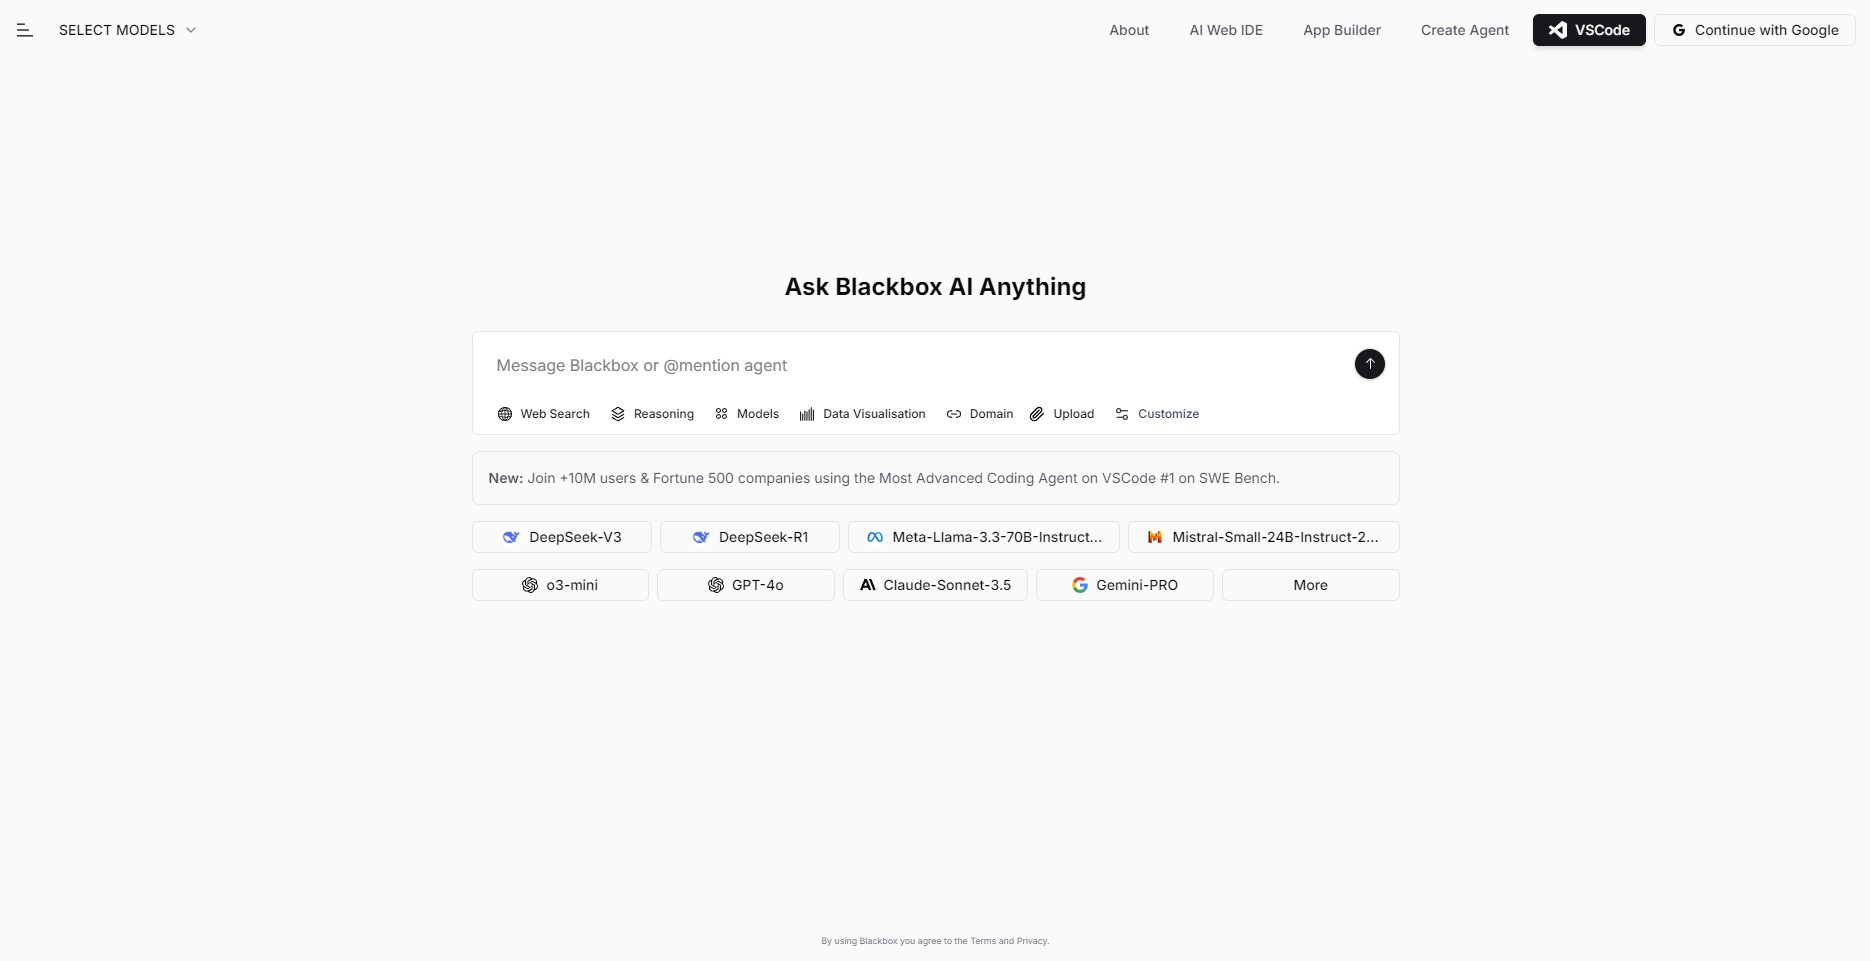 SELECT MODELS
About
AI Web IDE
App Builder
Create Agent
VSCode
Continue with Google
Ask Blackbox AI Anything
Message Blackbox or @mention agent
Web Search
Reasoning
Models
Data Visualisation
Domain
Upload
Customize
New: Join +10M users & Fortune 500 companies using the Most Advanced Coding Agent on VSCode #1 on SWE Bench.
DeepSeek-V3
DeepSeek-R1
Meta-Llama-3.3-70B-Instruct...
Mistral-Small-24B-Instruct-2...
o3-mini
GPT-4o
Claude-Sonnet-3.5
Gemini-PRO
More
By using Blackbox you agree to the Terms and Privacy.